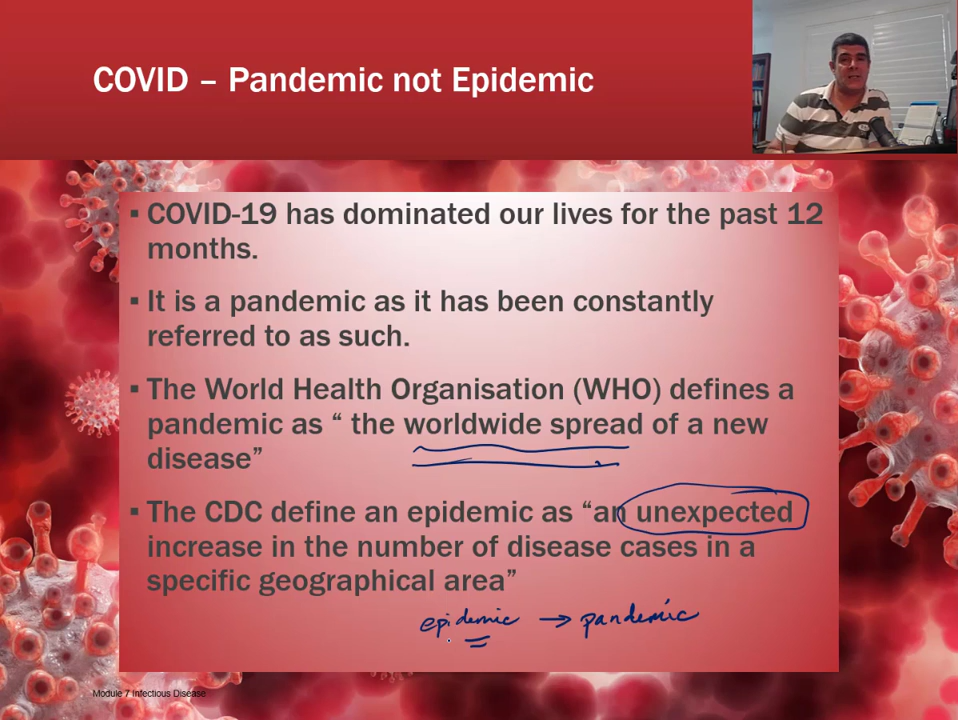 COVID – Pandemic not Epidemic
▪ COVID-19 has dominated our lives for the past 12
months.
▪ It is a pandemic as it has been constantly
referred to as such.
▪ The World Health Organisation (WHO) defines a
pandemic as “ the worldwide spread of a new
disease”
▪ The CDC define an epidemic as “an unexpected
increase in the number of disease cases in a
specific geographical area”
epidemic → pandemic
Module 7 Infectious Disease